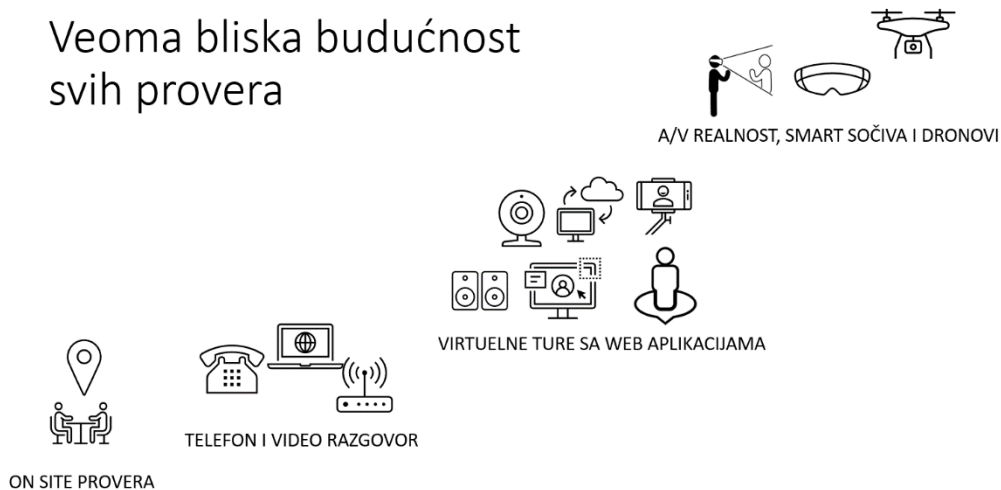 Veoma bliska budućnost
svih provera
A/V REALNOST, SMART SOČIVA I DRONOVI
VIRTUELNE TURE SA WEB APLIKACIJAMA
TELEFON I VIDEO RAZGOVOR
ON SITE PROVERA